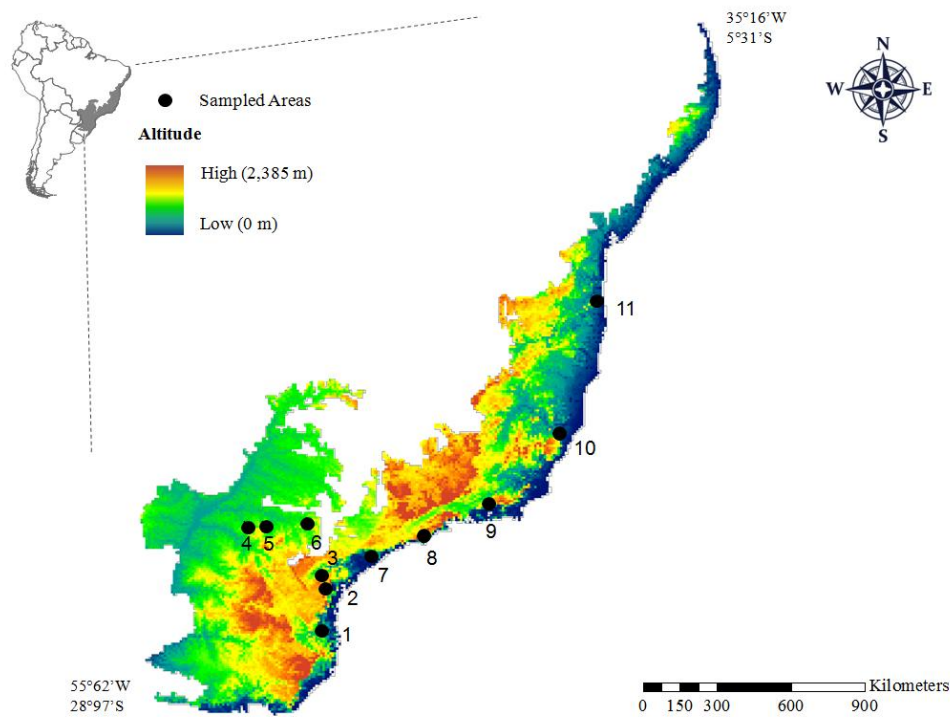 35°16’W
5°31’S
N
W E
S
Sampled Areas
Altitude
High (2,385 m)
Low (0 m)
11
10
9
4 5 6
8
3
7
2
1
55°62’W
28°97’S
Kilometers
0 150 300 600 900